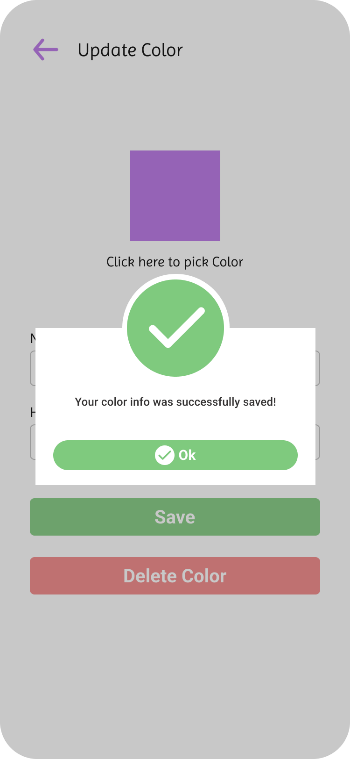 Update Color
Click here to pick Color
Your color info was successfully saved!
Ok
Save
Delete Color